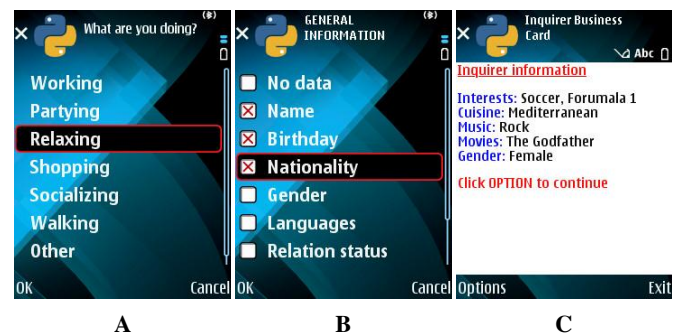 What are you doing?
Working
Partying
Relaxing
Shopping
Socializing
Walking
Other
OK Cancel
GENERAL
INFORMATION
No data
Name
Birthday
Nationality
Gender
Languages
Relation status
OK Cancel
Inquirer Business
Card
Abc
Inquirer information
Interests: Soccer, Forumala 1
Cuisine: Mediterranean
Music: Rock
Movies: The Godfather
Gender: Female
Click OPTION to continue
Options Exit
A B C